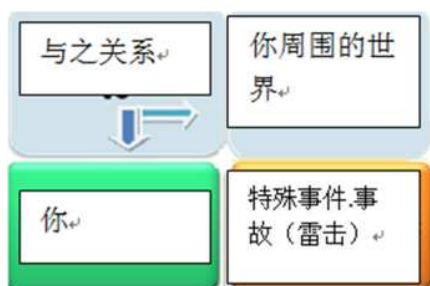 与之关系
你周围的世
界
你
特殊事件.事
故（雷击）